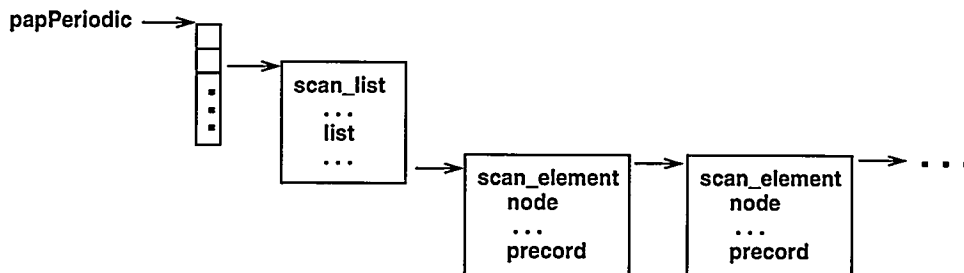 papPeriodic
scan_list
...
list
...
scan_element
node
...
precord
scan_element
node
...
precord
...